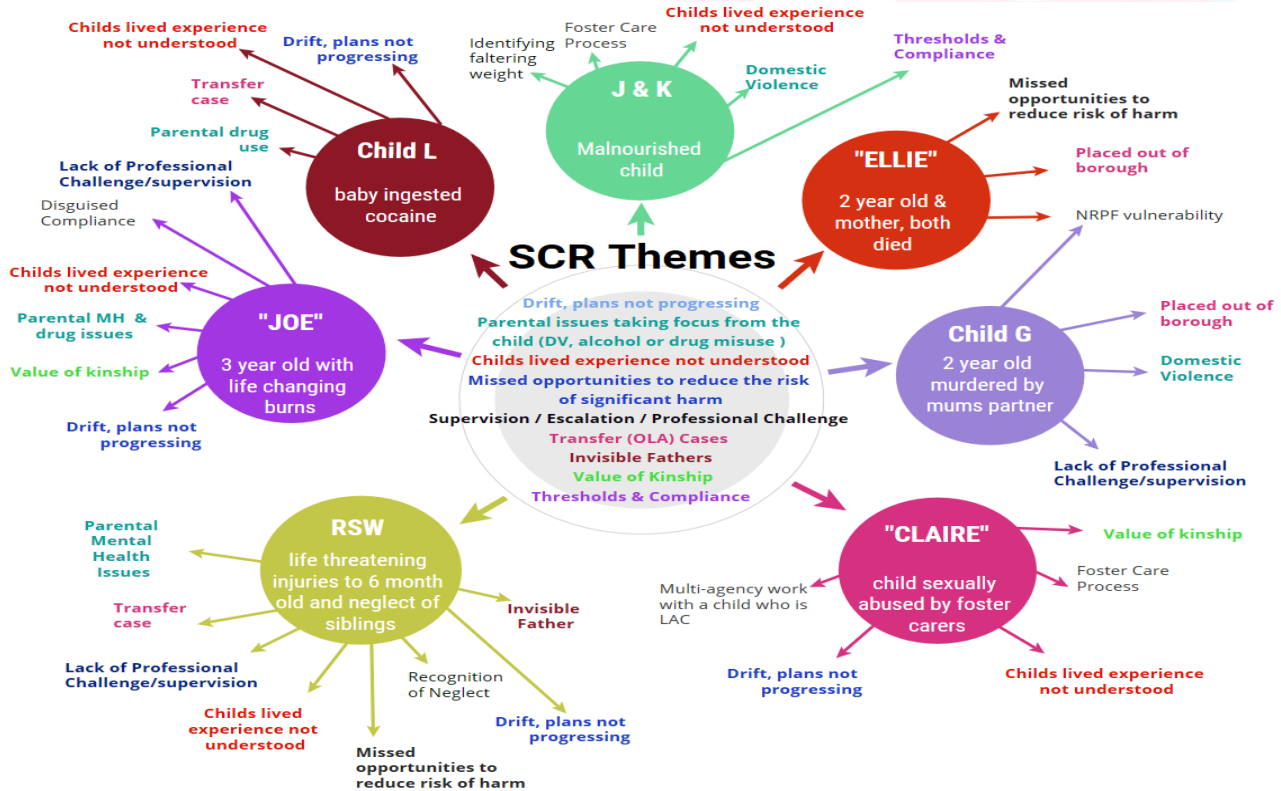 SCR Themes
Drift, plans not progressing
Parental issues taking focus from the
child (DV, alcohol or drug misuse )
Childs lived experience not understood
Missed opportunities to reduce the risk
of significant harm
Supervision / Escalation / Professional Challenge
Transfer (OLA) Cases
Invisible Fathers
Value of Kinship
Thresholds & Compliance
Child L
baby ingested
cocaine
Childs lived experience
not understood
Drift, plans not
progressing
Transfer
case
Parental drug
use
J & K
Malnourished
child
Identifying
faltering
weight
Foster Care
Process
Childs lived experience
not understood
Domestic
Violence
Thresholds &
Compliance
"ELLIE"
2 year old &
mother, both
died
Missed
opportunities to
reduce risk of harm
Placed out of
borough
NRPF vulnerability
Child G
2 year old
murdered by
mums partner
Placed out of
borough
Domestic
Violence
Lack of Professional
Challenge/supervision
"CLAIRE"
child sexually
abused by foster
carers
Value of kinship
Foster Care
Process
Childs lived experience
not understood
Drift, plans not
progressing
Multi-agency work
with a child who is
LAC
RSW
life threatening
injuries to 6 month
old and neglect of
siblings
Invisible
Father
Drift, plans not
progressing
Recognition
of Neglect
Missed
opportunities to
reduce risk of harm
Childs lived
experience not
understood
Lack of Professional
Challenge/supervision
Transfer
case
Parental
Mental
Health
Issues
"JOE"
3 year old with
life changing
burns
Lack of Professional
Challenge/supervision
Disguised
Compliance
Childs lived experience
not understood
Parental MH &
drug issues
Value of kinship
Drift, plans not
progressing